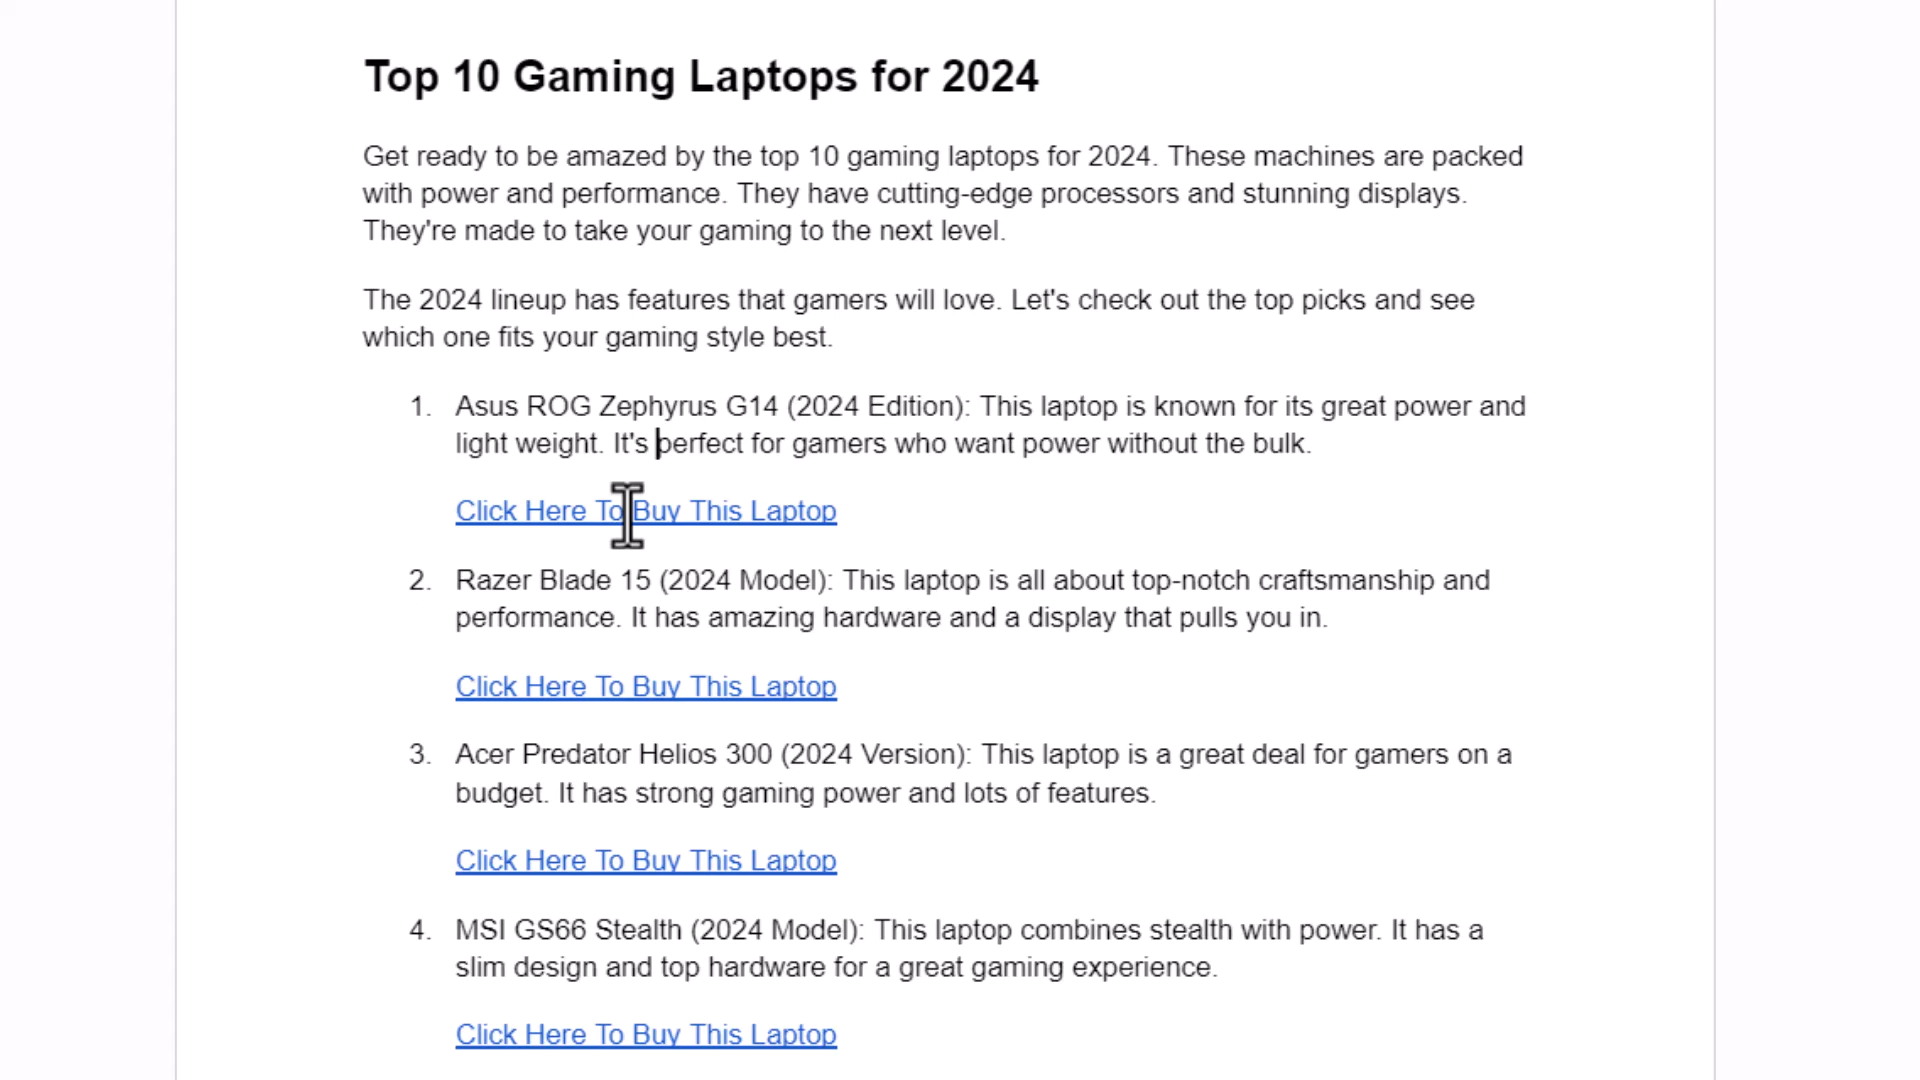 Top 10 Gaming Laptops for 2024
Get ready to be amazed by the top 10 gaming laptops for 2024. These machines are packed
with power and performance. They have cutting-edge processors and stunning displays.
They're made to take your gaming to the next level.
The 2024 lineup has features that gamers will love. Let's check out the top picks and see
which one fits your gaming style best.
1. Asus ROG Zephyrus G14 (2024 Edition): This laptop is known for its great power and
light weight. It's perfect for gamers who want power without the bulk.
Click Here To Buy This Laptop
2. Razer Blade 15 (2024 Model): This laptop is all about top-notch craftsmanship and
performance. It has amazing hardware and a display that pulls you in.
Click Here To Buy This Laptop
3. Acer Predator Helios 300 (2024 Version): This laptop is a great deal for gamers on a
budget. It has strong gaming power and lots of features.
Click Here To Buy This Laptop
4. MSI GS66 Stealth (2024 Model): This laptop combines stealth with power. It has a
slim design and top hardware for a great gaming experience.
Click Here To Buy This Laptop